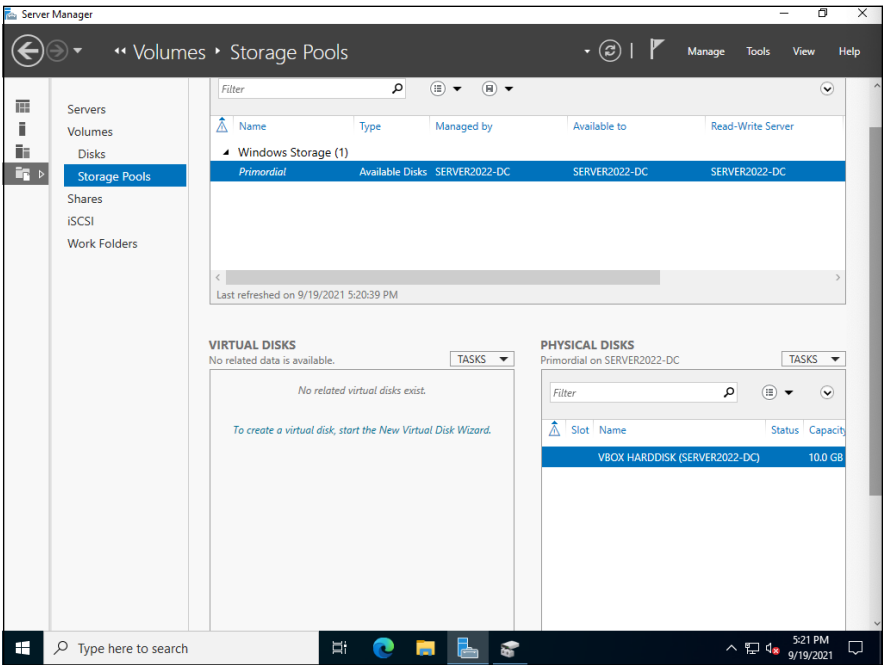 Server Manager
Volumes Storage Pools
Manage Tools View Help
Servers
Volumes
Disks
Storage Pools
Shares
iSCSI
Work Folders
Filter
Name Type Managed by Available to Read-Write Server
Windows Storage (1)
Primordial Available Disks SERVER2022-DC SERVER2022-DC SERVER2022-DC
Last refreshed on 9/19/2021 5:20:39 PM
VIRTUAL DISKS
No related data is available.
TASKS
No related virtual disks exist.
To create a virtual disk, start the New Virtual Disk Wizard.
PHYSICAL DISKS
Primordial on SERVER2022-DC
TASKS
Filter
Slot Name Status Capacity
VBOX HARDDISK (SERVER2022-DC) 10.0 GB
Type here to search
5:21 PM
9/19/2021